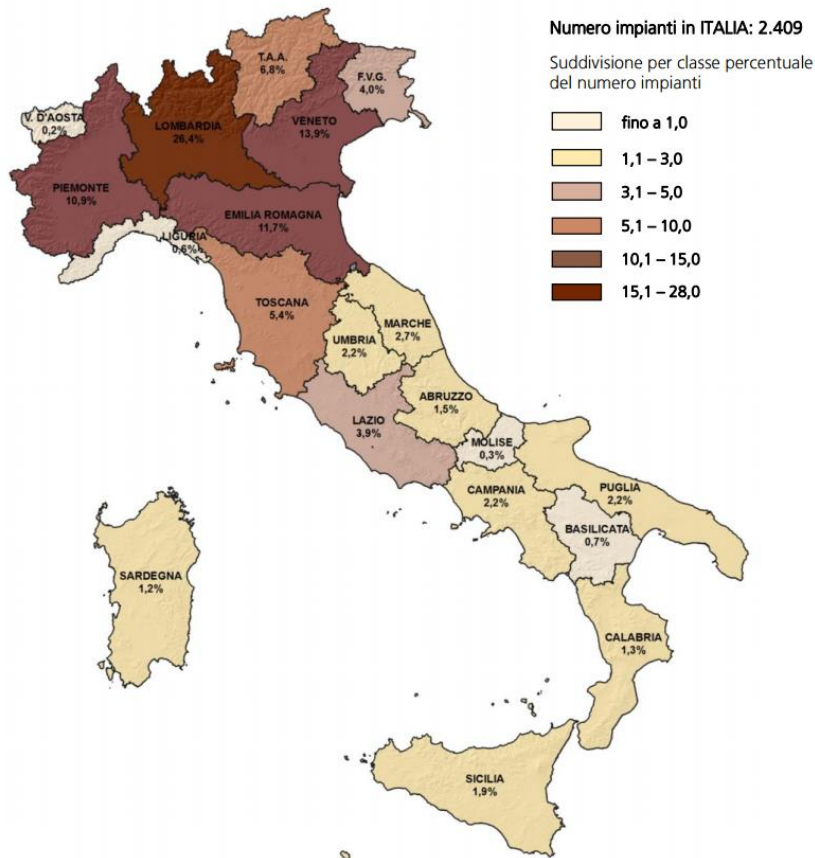 Numero impianti in ITALIA: 2.409
Suddivisione per classe percentuale
del numero impianti
fino a 1,0
1,1 – 3,0
3,1 – 5,0
5,1 – 10,0
10,1 – 15,0
15,1 – 28,0
T.A.A.
6,8%
F.V.G.
4,0%
V. D'AOSTA
0,2%
LOMBARDIA
26,4%
VENETO
13,9%
PIEMONTE
10,9%
EMILIA ROMAGNA
11,7%
LIGURIA
0,6%
TOSCANA
5,4%
MARCHE
2,7%
UMBRIA
2,2%
ABRUZZO
1,5%
LAZIO
3,9%
MOLISE
0,3%
CAMPANIA
2,2%
PUGLIA
2,2%
BASILICATA
0,7%
SARDEGNA
1,2%
CALABRIA
1,3%
SICILIA
1,9%